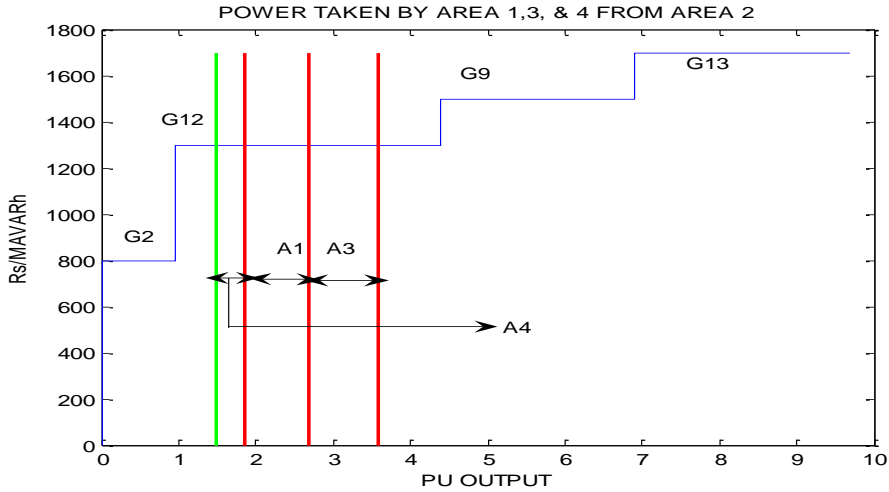 POWER TAKEN BY AREA 1,3, & 4 FROM AREA 2
1800
1600
1400
1200
1000
800
600
400
200
0
Rs/MAVARh
G9
G13
G12
G2
A1
A3
A4
0 1 2 3 4 5 6 7 8 9 10
PU OUTPUT